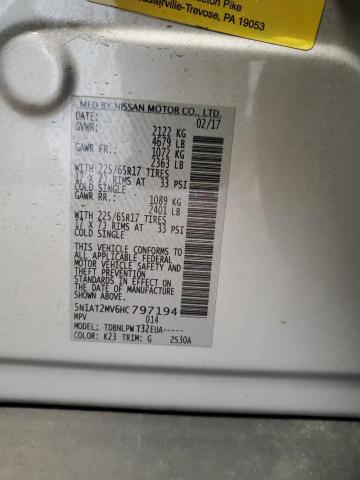 cton Pike
asterville-Trevose, PA 19053
MFD BY NISSAN MOTOR CO., LTD.
DATE: 02/17
GVWR: 2122 KG
4679 LB
GAWR FR.: 1072 KG
2363 LB
WITH 225/65R17 TIRES
17 X 7J RIMS AT 33 PSI
COLD SINGLE
GAWR RR.: 1089 KG
2401 LB
WITH 225/65R17 TIRES
17 X 7J RIMS AT 33 PSI
COLD SINGLE
THIS VEHICLE CONFORMS TO
ALL APPLICABLE FEDERAL
MOTOR VEHICLE SAFETY AND
THEFT PREVENTION
STANDARDS IN EFFECT ON
THE DATE OF
MANUFACTURE SHOWN ABOVE.
5N1AT2MV6HC797194
MPV 014
MODEL: TDBNLPW T32EUA-----
COLOR: K23 TRIM: G 2S30A